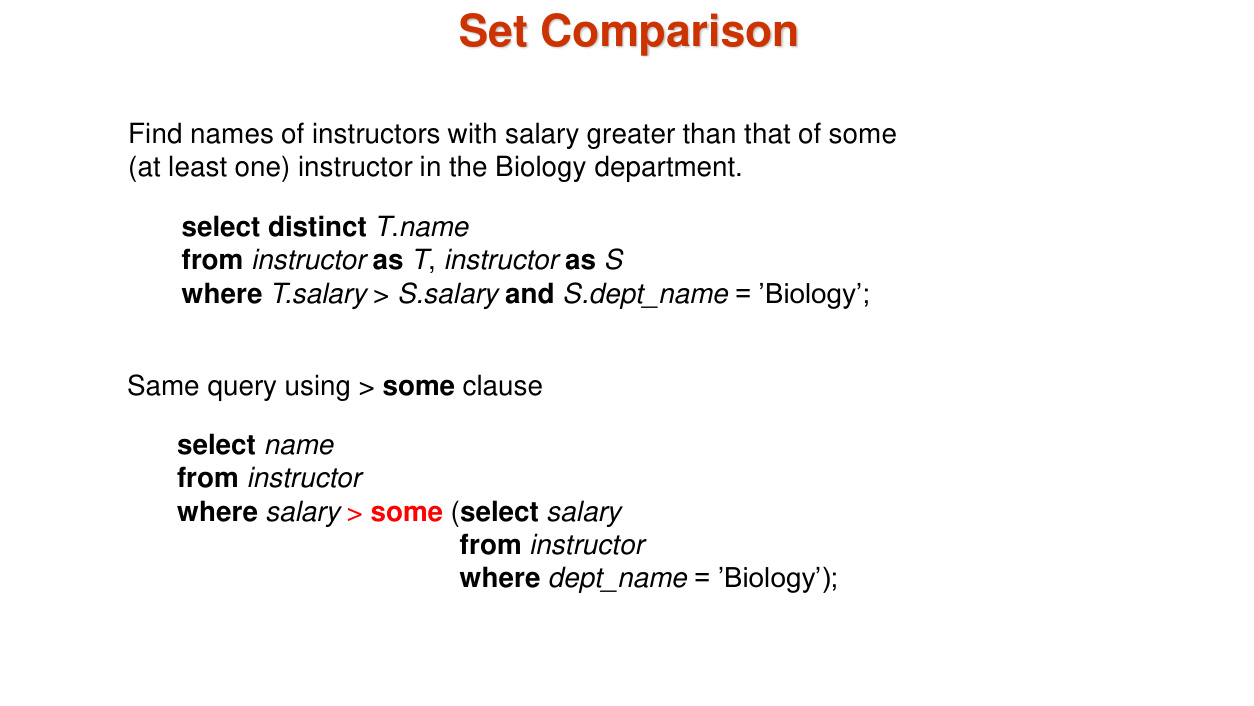 Set Comparison
Find names of instructors with salary greater than that of some
(at least one) instructor in the Biology department.
select distinct T.name
from instructor as T, instructor as S
where T.salary > S.salary and S.dept_name = ’Biology’;
Same query using > some clause
select name
from instructor
where salary > some (select salary
from instructor
where dept_name = ’Biology’);